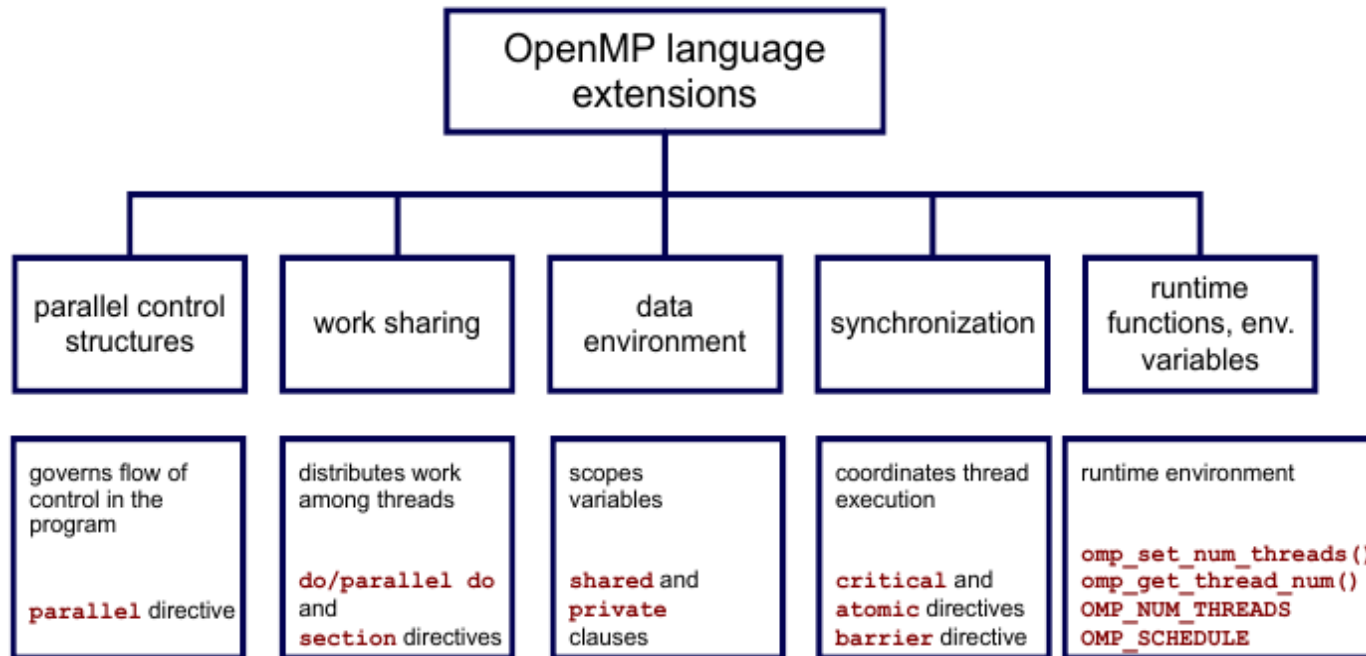 OpenMP language
extensions
parallel control
structures
work sharing
data
environment
synchronization
runtime
functions, env.
variables
governs flow of
control in the
program
parallel directive
distributes work
among threads
do/parallel do
and
section directives
scopes
variables
shared and
private
clauses
coordinates thread
execution
critical and
atomic directives
barrier directive
runtime environment
omp_set_num_threads()
omp_get_thread_num()
OMP_NUM_THREADS
OMP_SCHEDULE